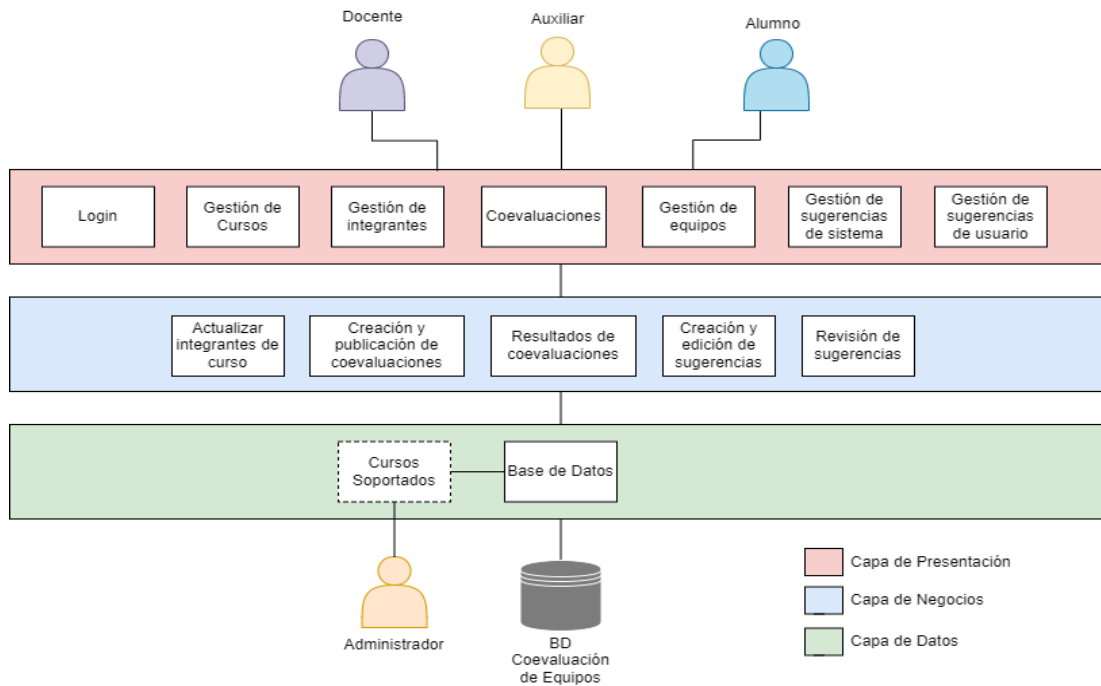 Docente
Auxiliar
Alumno
Login
Gestión de
Cursos
Gestión de
integrantes
Coevaluaciones
Gestión de
equipos
Gestión de
sugerencias
de sistema
Gestión de
sugerencias
de usuario
Actualizar
integrantes de
curso
Creación y
publicación de
coevaluaciones
Resultados de
coevaluaciones
Creación y
edición de
sugerencias
Revisión de
sugerencias
Cursos
Soportados
Base de Datos
Administrador
BD
Coevaluación
de Equipos
Capa de Presentación
Capa de Negocios
Capa de Datos